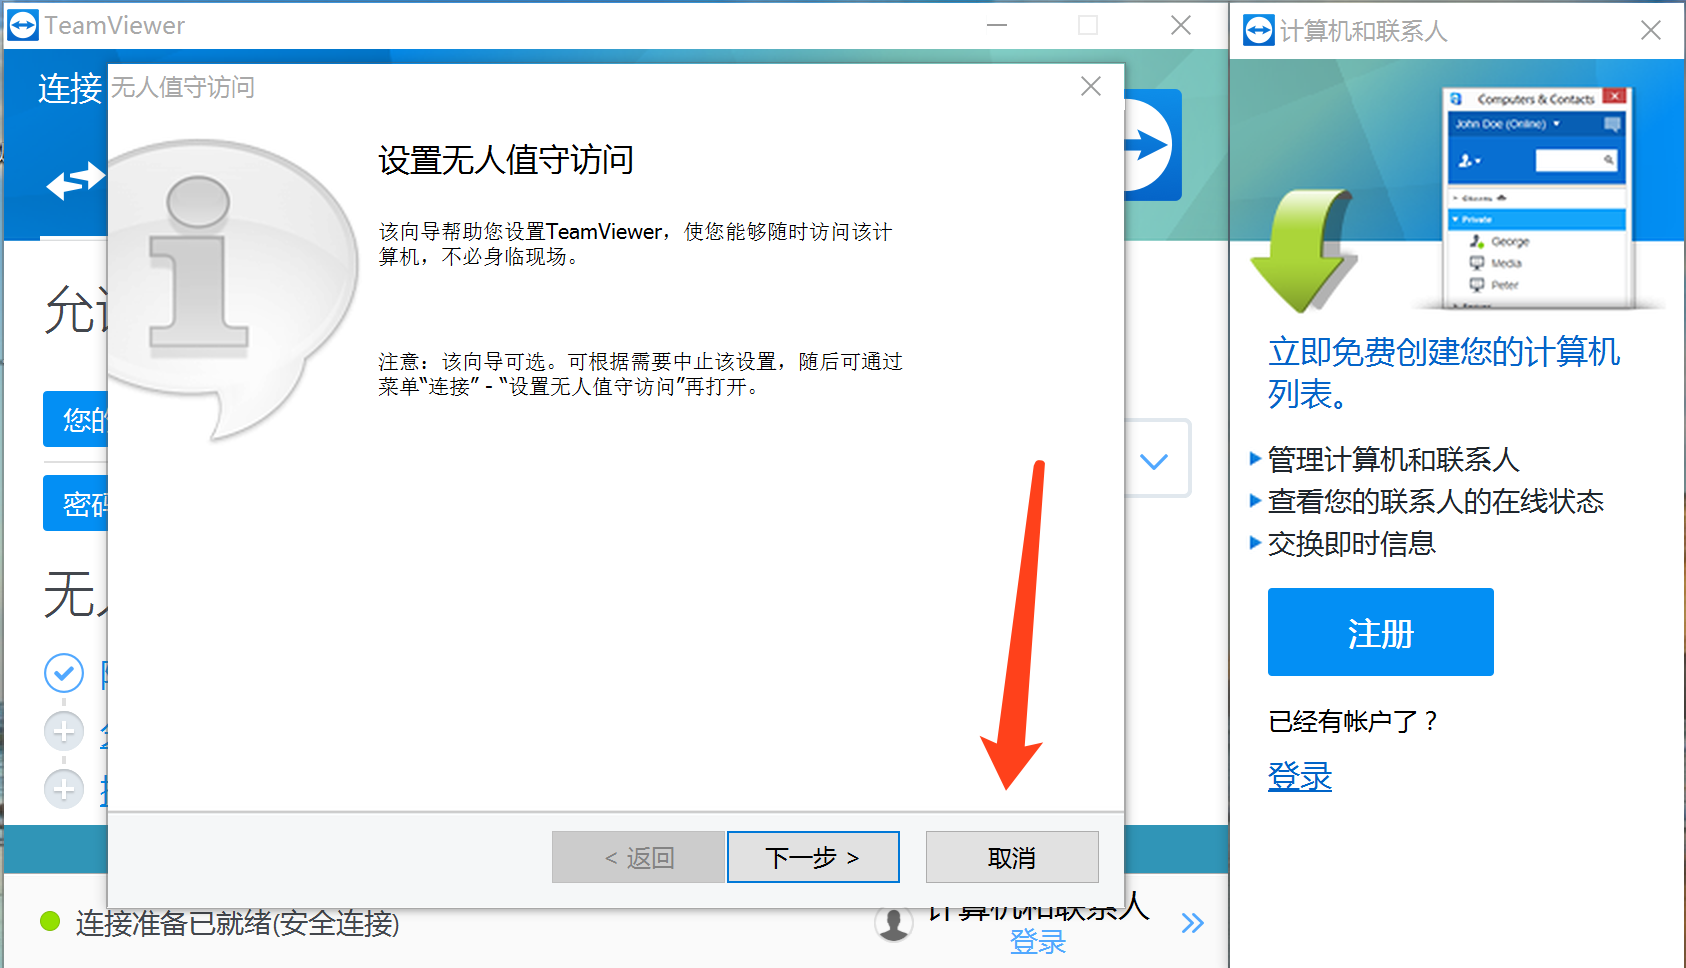 TeamViewer
连接
无人值守访问
设置无人值守访问
该向导帮助您设置TeamViewer，使您能够随时访问该计
算机，不必身临现场。
注意：该向导可选。可根据需要中止该设置，随后可通过
菜单“连接” - “设置无人值守访问”再打开。
允
您的
密码
无
< 返回
下一步 >
取消
连接准备已就绪(安全连接)
计算机和联系人
登录
计算机和联系人
Computers & Contacts
John Doe (Online)
Private
George
Media
Peter
立即免费创建您的计算机
列表。
管理计算机和联系人
查看您的联系人的在线状态
交换即时信息
注册
已经有帐户了？
登录